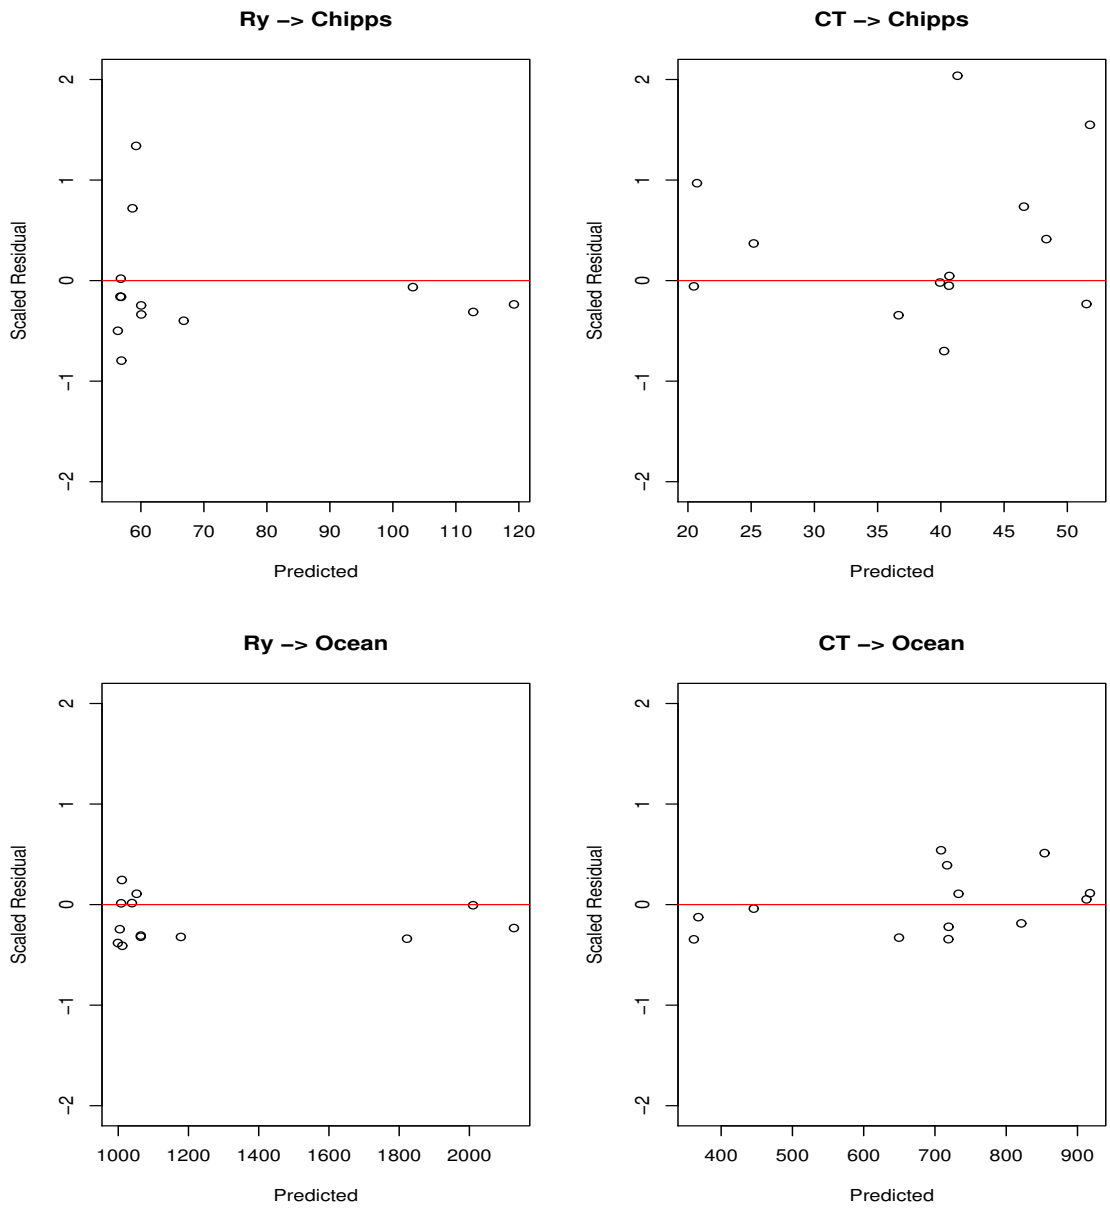 Ry −> Chipps
Scaled Residual
2
1
0
−1
−2
60 70 80 90 100 110 120
Predicted
CT −> Chipps
Scaled Residual
2
1
0
−1
−2
20 25 30 35 40 45 50
Predicted
Ry −> Ocean
Scaled Residual
2
1
0
−1
−2
1000 1200 1400 1600 1800 2000
Predicted
CT −> Ocean
Scaled Residual
2
1
0
−1
−2
400 500 600 700 800 900
Predicted